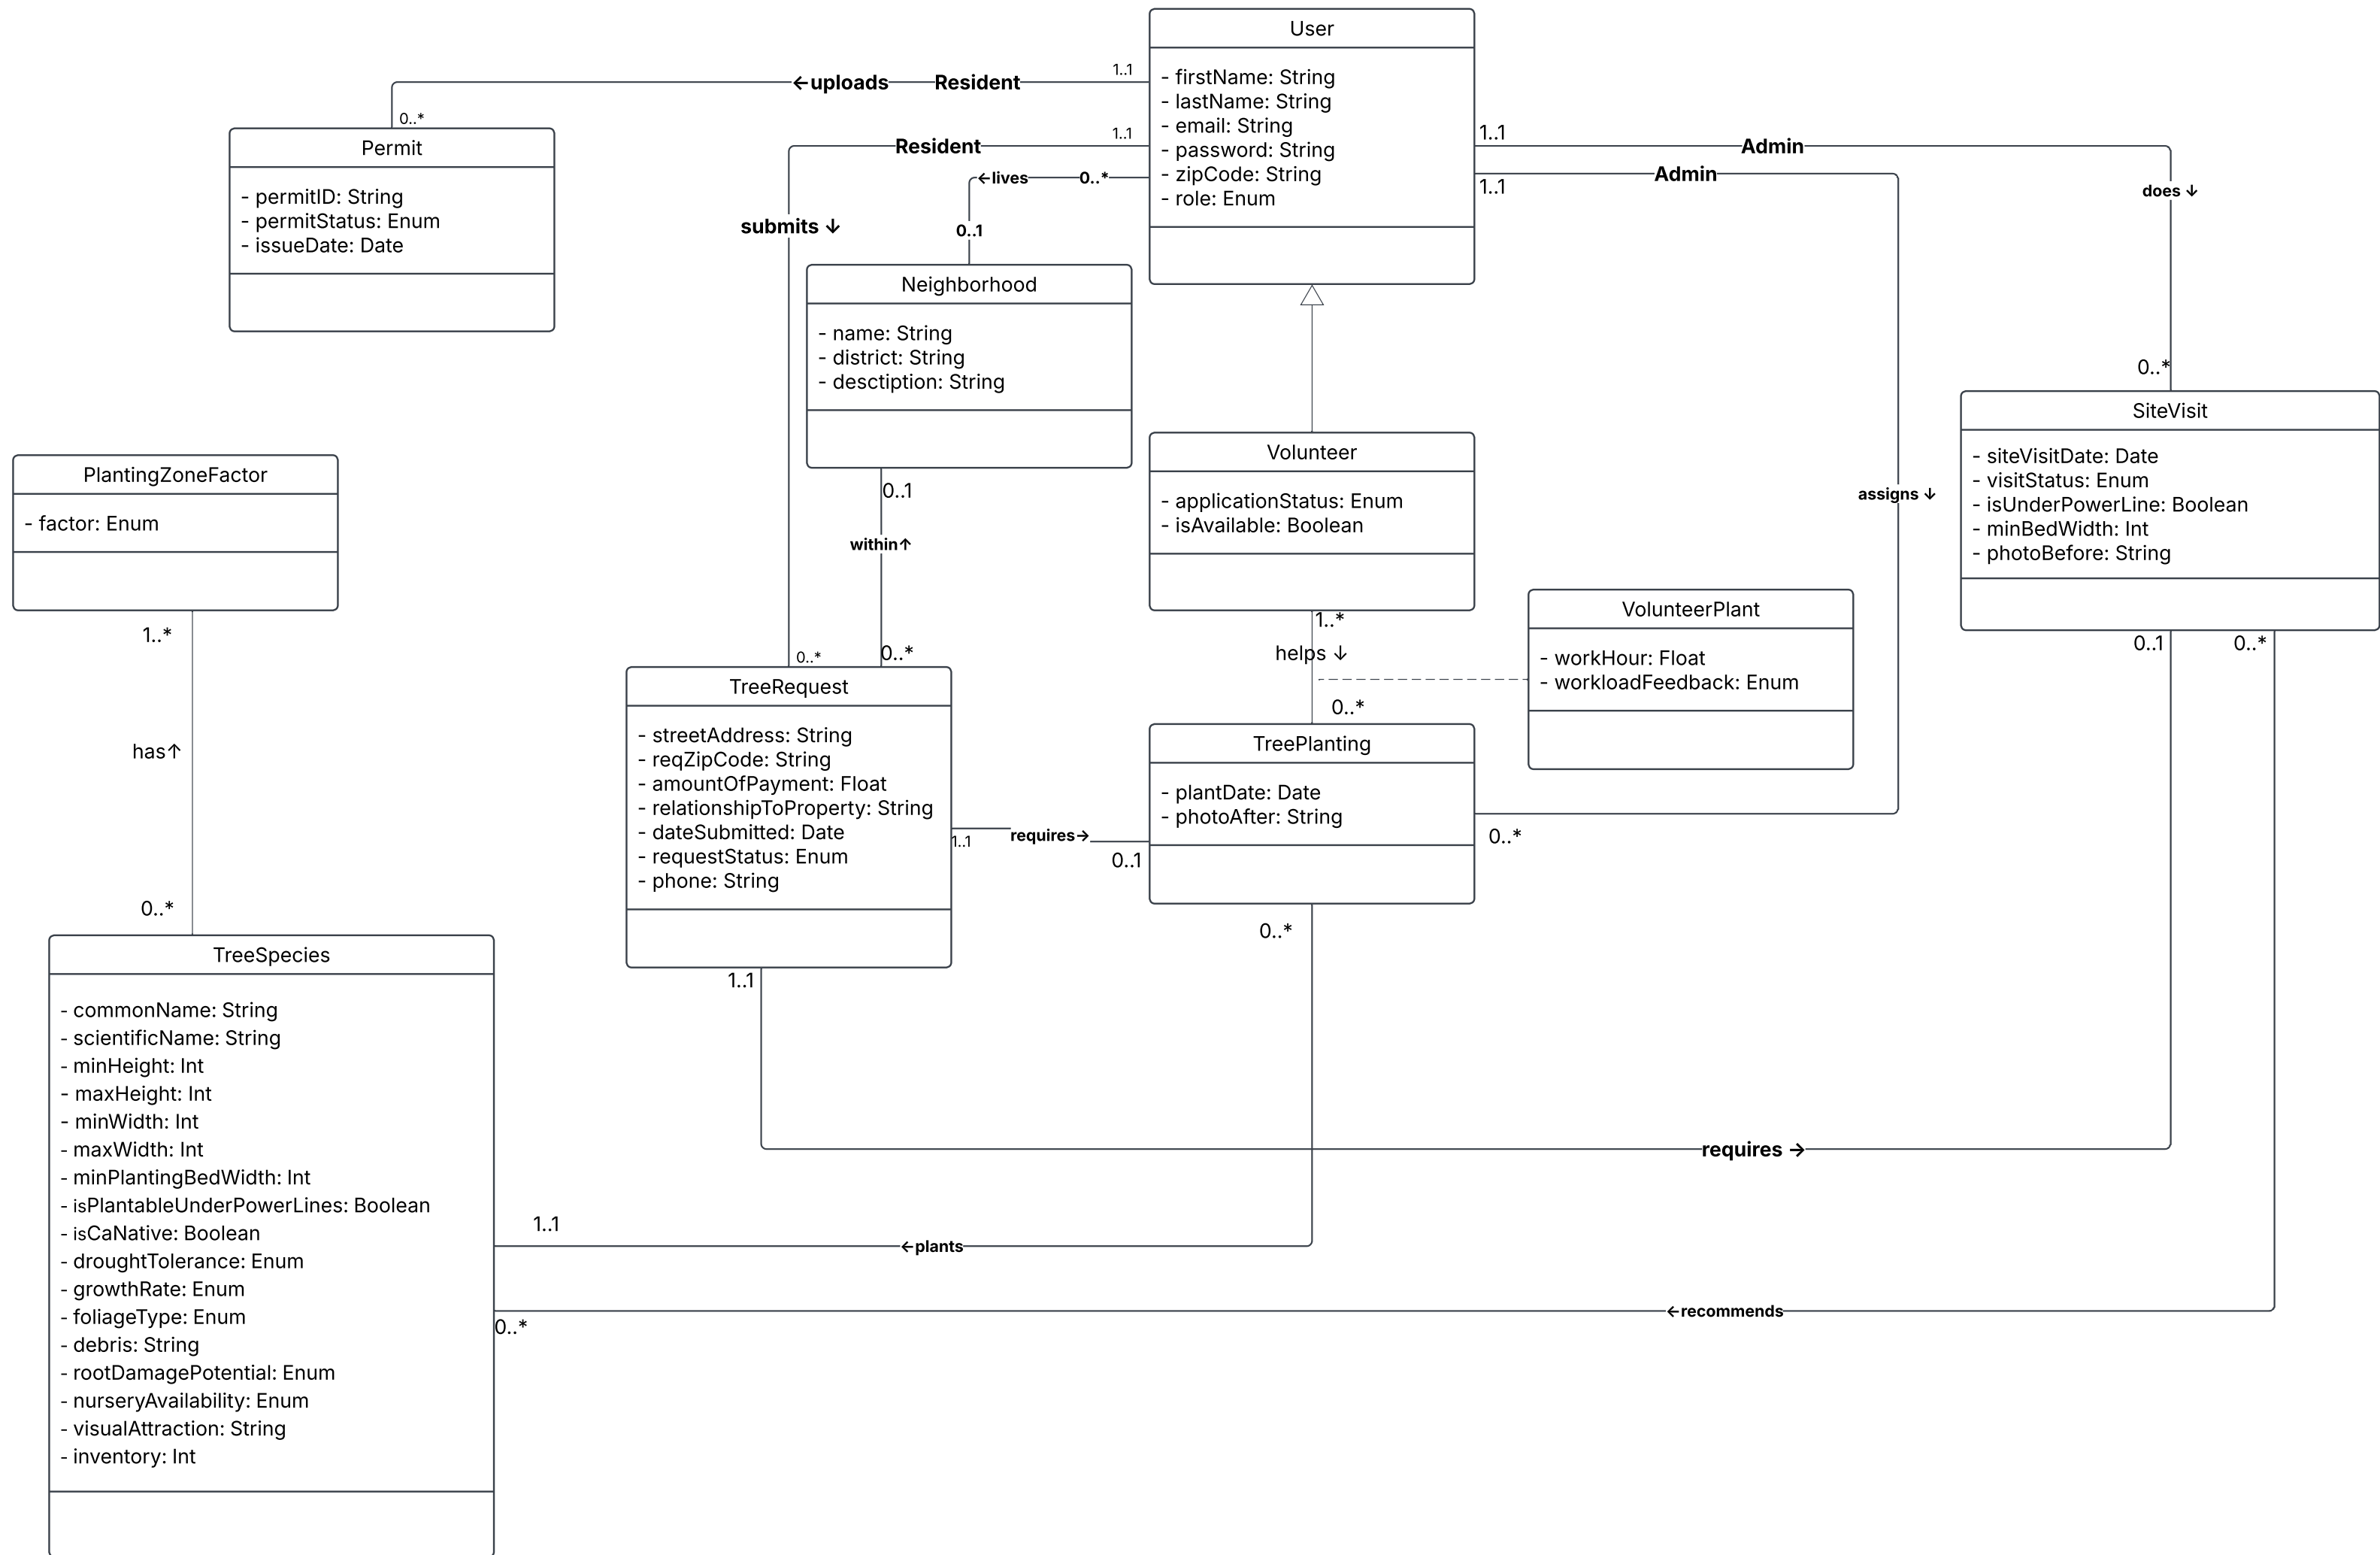 User
- firstName: String
- lastName: String
- email: String
- password: String
- zipCode: String
- role: Enum
1..1
←uploads
Resident
0..*
Permit
- permitID: String
- permitStatus: Enum
- issueDate: Date
1..1
Resident
submits ↓
0..*
←lives
0..*
0..1
Neighborhood
- name: String
- district: String
- desctiption: String
0..1
within↑
0..*
1..1
Admin
does ↓
0..*
1..1
Admin
assigns ↓
0..*
SiteVisit
- siteVisitDate: Date
- visitStatus: Enum
- isUnderPowerLine: Boolean
- minBedWidth: Int
- photoBefore: String
0..1
0..*
Volunteer
- applicationStatus: Enum
- isAvailable: Boolean
1..*
helps ↓
0..*
VolunteerPlant
- workHour: Float
- workloadFeedback: Enum
PlantingZoneFactor
- factor: Enum
1..*
has↑
0..*
TreeRequest
- streetAddress: String
- reqZipCode: String
- amountOfPayment: Float
- relationshipToProperty: String
- dateSubmitted: Date
- requestStatus: Enum
- phone: String
1..1
requires→
0..1
TreePlanting
- plantDate: Date
- photoAfter: String
0..*
1..1
requires →
TreeSpecies
- commonName: String
- scientificName: String
- minHeight: Int
- maxHeight: Int
- minWidth: Int
- maxWidth: Int
- minPlantingBedWidth: Int
- isPlantableUnderPowerLines: Boolean
- isCaNative: Boolean
- droughtTolerance: Enum
- growthRate: Enum
- foliageType: Enum
- debris: String
- rootDamagePotential: Enum
- nurseryAvailability: Enum
- visualAttraction: String
- inventory: Int
1..1
←plants
0..*
←recommends